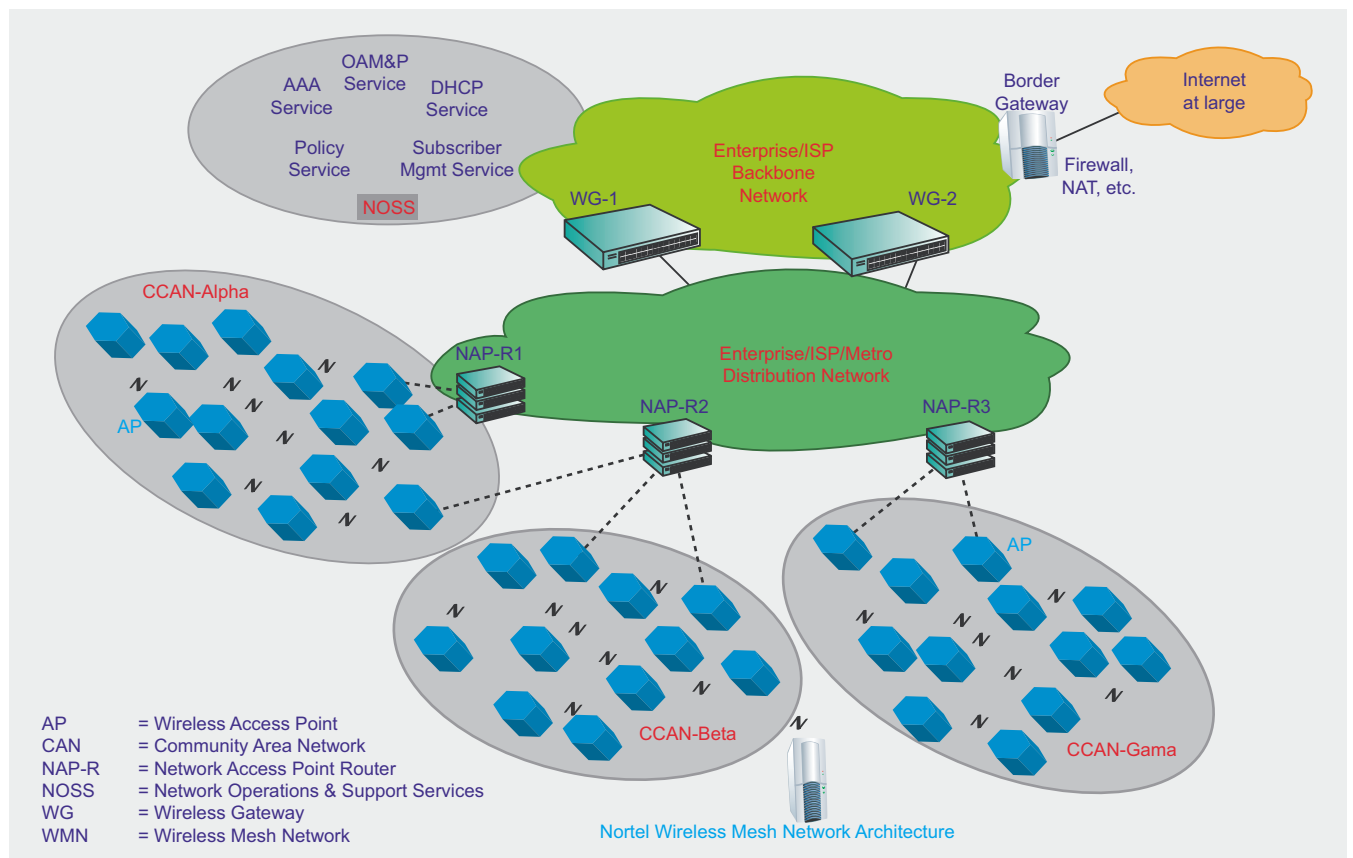 OAM&P
Service
AAA
Service
DHCP
Service
Policy
Service
Subscriber
Mgmt Service
NOSS
Enterprise/ISP
Backbone
Network
WG-1
WG-2
Border
Gateway
Internet
at large
Firewall,
NAT, etc.
CCAN-Alpha
AP
NAP-R1
Enterprise/ISP/Metro
Distribution Network
NAP-R2
NAP-R3
AP
CCAN-Beta
CCAN-Gama
AP = Wireless Access Point
CAN = Community Area Network
NAP-R = Network Access Point Router
NOSS = Network Operations & Support Services
WG = Wireless Gateway
WMN = Wireless Mesh Network
Nortel Wireless Mesh Network Architecture